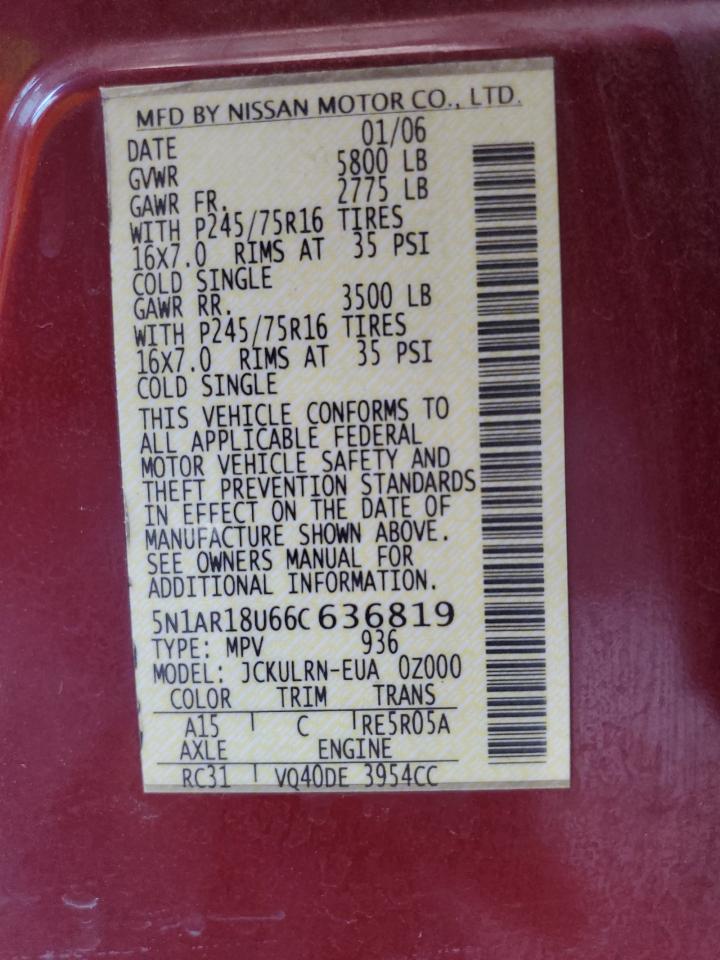 MFD BY NISSAN MOTOR CO., LTD.
DATE 01/06
GVWR 5800 LB
GAWR FR. 2775 LB
WITH P245/75R16 TIRES
16X7.0 RIMS AT 35 PSI
COLD SINGLE
GAWR RR. 3500 LB
WITH P245/75R16 TIRES
16X7.0 RIMS AT 35 PSI
COLD SINGLE
THIS VEHICLE CONFORMS TO
ALL APPLICABLE FEDERAL
MOTOR VEHICLE SAFETY AND
THEFT PREVENTION STANDARDS
IN EFFECT ON THE DATE OF
MANUFACTURE SHOWN ABOVE.
SEE OWNERS MANUAL FOR
ADDITIONAL INFORMATION.
5N1AR18U66C636819
TYPE: MPV 936
MODEL: JCKULRN-EUA 0Z000
COLOR TRIM TRANS
A15 C RE5R05A
AXLE ENGINE
RC31 VQ40DE 3954CC